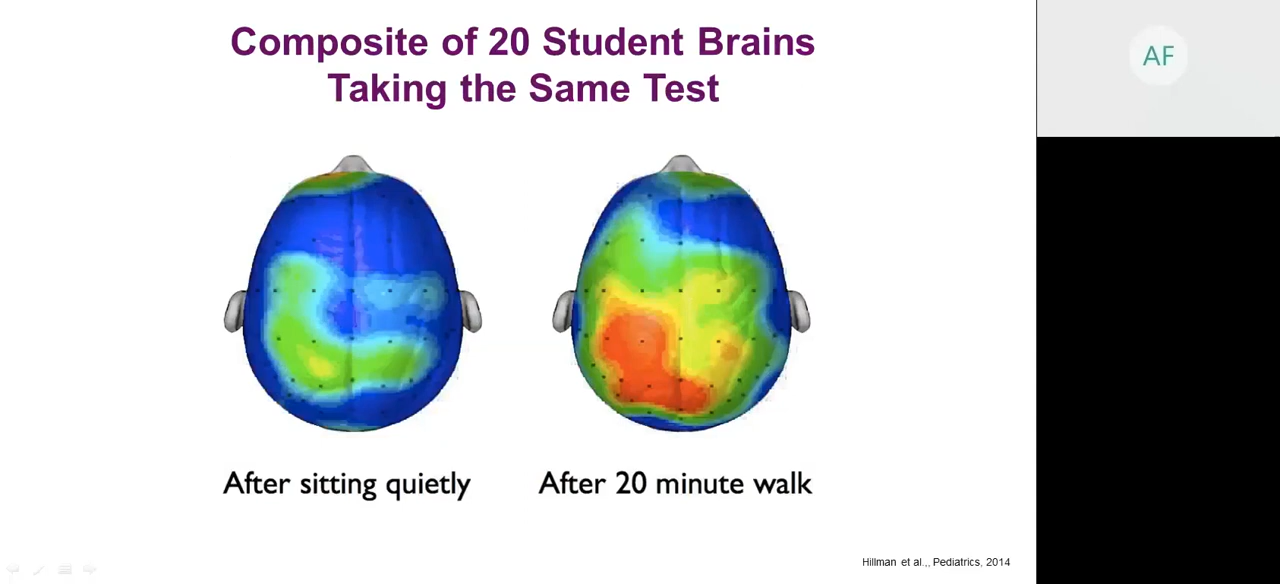 Composite of 20 Student Brains
Taking the Same Test
AF
After sitting quietly
After 20 minute walk
Hillman et al.,, Pediatrics, 2014